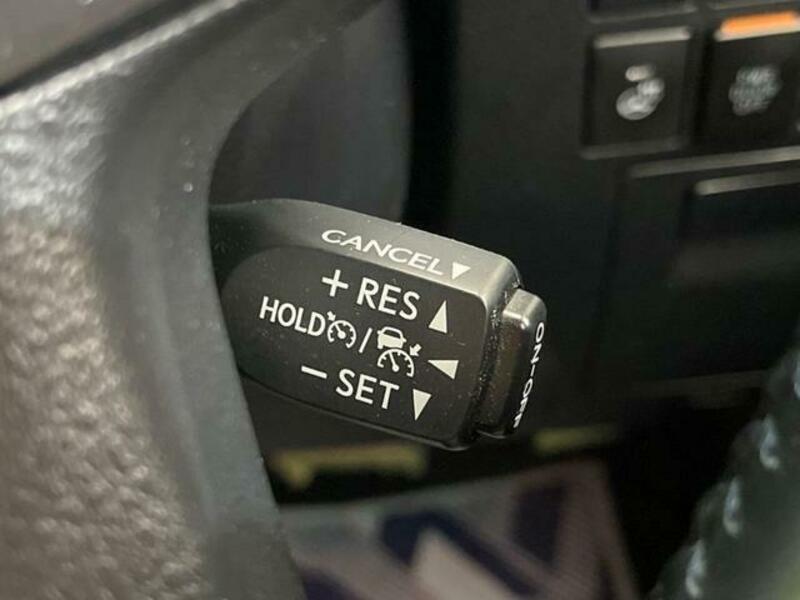 CANCEL▼
+ RES ▲
HOLD / ◀
- SET ▼
ON-OFF